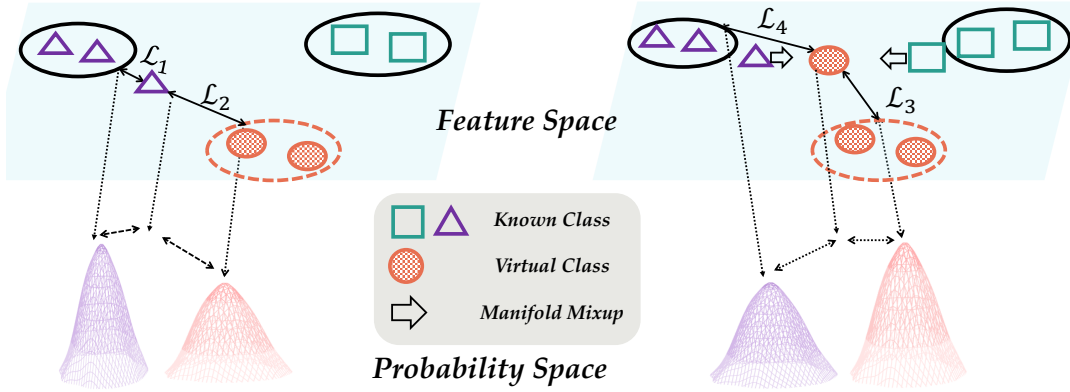 ℒ₁
ℒ₂
ℒ₄
ℒ₃
Feature Space
Known Class
Virtual Class
Manifold Mixup
Probability Space